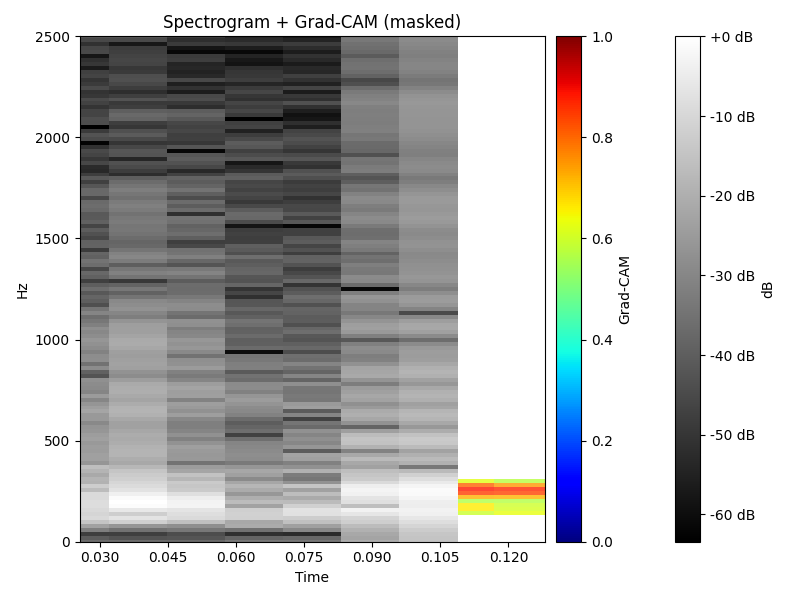 Spectrogram + Grad-CAM (masked)
2500
2000
1500
1000
500
0
Hz
0.030 0.045 0.060 0.075 0.090 0.105 0.120
Time
1.0
0.8
0.6
0.4
0.2
0.0
Grad-CAM
+0 dB
-10 dB
-20 dB
-30 dB
-40 dB
-50 dB
-60 dB
dB